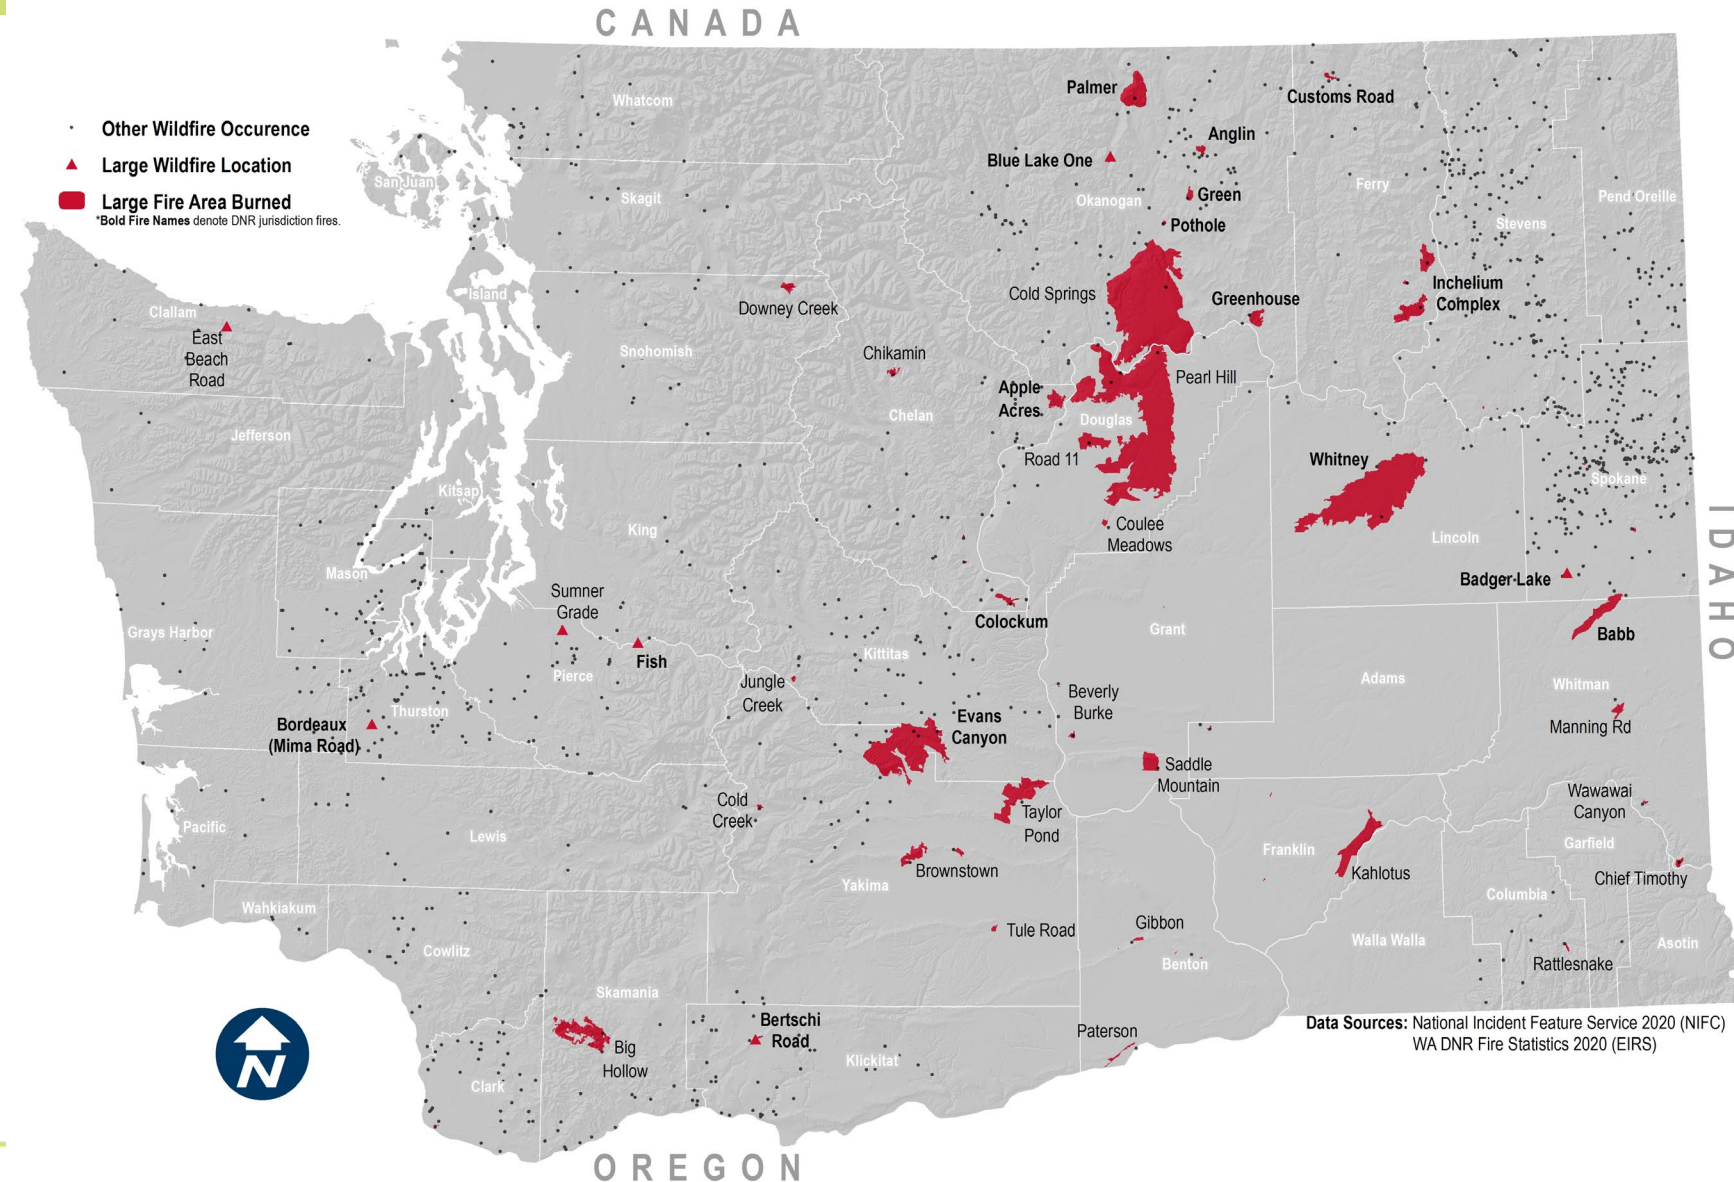 CANADA
Other Wildfire Occurence
Large Wildfire Location
Large Fire Area Burned
*Bold Fire Names denote DNR jurisdiction fires.
Whatcom
San Juan
Skagit
Island
Clallam
East
Beach
Road
Snohomish
Jefferson
Kitsap
King
Mason
Grays Harbor
Sumner
Grade
Fish
Pierce
Thurston
Bordeaux
(Mima Road)
Pacific
Lewis
Wahkiakum
Cowlitz
Skamania
Clark
Big
Hollow
Downey Creek
Chikamin
Chelan
Palmer
Customs Road
Anglin
Blue Lake One
Okanogan
Green
Pothole
Ferry
Pend Oreille
Stevens
Cold Springs
Greenhouse
Inchelium
Complex
Pearl Hill
Apple
Acres
Douglas
Road 11
Whitney
Spokane
Coulee
Meadows
Lincoln
Badger Lake
Babb
Colockum
Kittitas
Grant
Adams
Whitman
Manning Rd
Jungle
Creek
Beverly
Burke
Evans
Canyon
Saddle
Mountain
Cold
Creek
Taylor
Pond
Wawawai
Canyon
Brownstown
Yakima
Franklin
Kahlotus
Garfield
Chief Timothy
Columbia
Tule Road
Gibbon
Benton
Walla Walla
Rattlesnake
Asotin
Bertschi
Road
Klickitat
Paterson
IDAHO
N
Data Sources: National Incident Feature Service 2020 (NIFC)
WA DNR Fire Statistics 2020 (EIRS)
OREGON